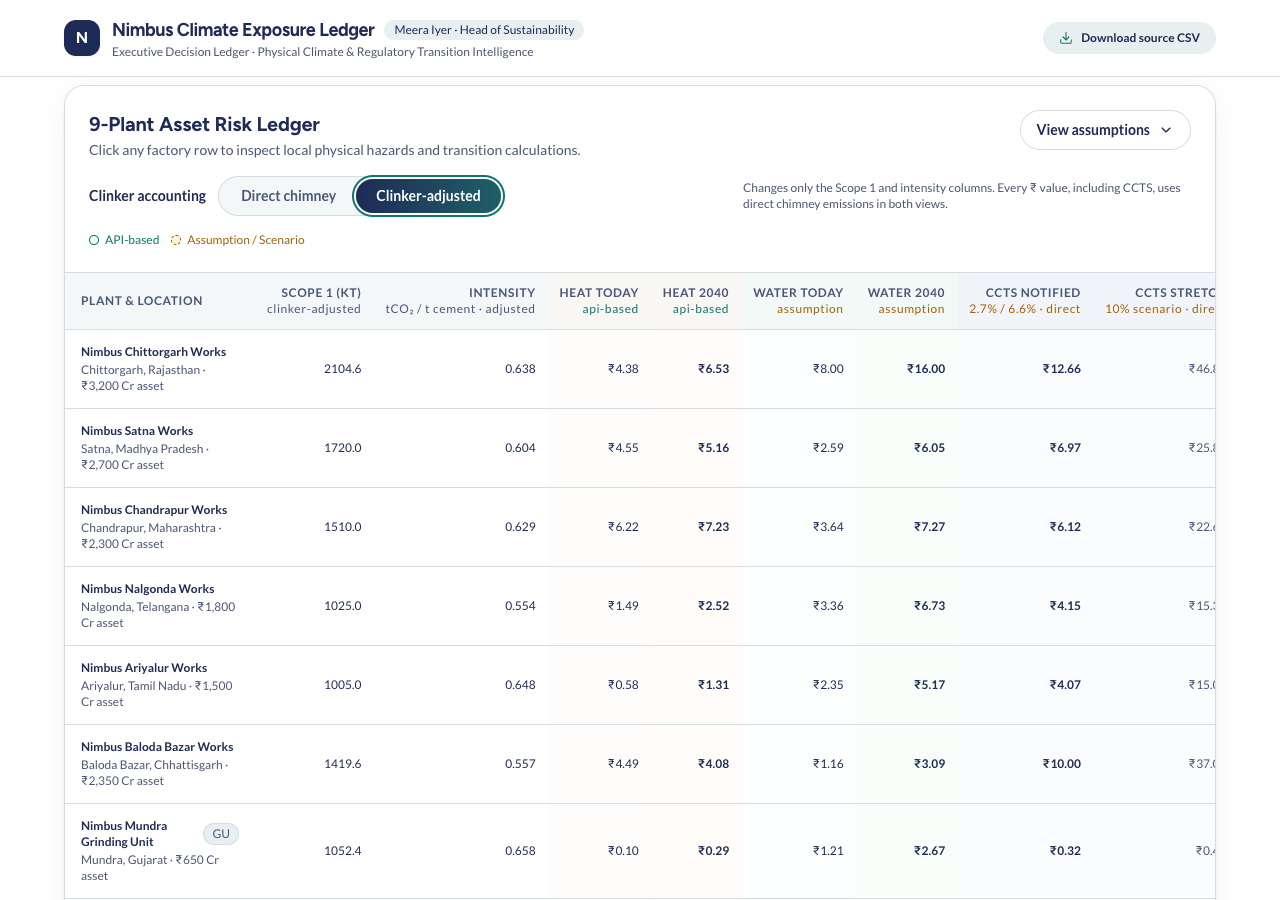 N
Nimbus Climate Exposure Ledger
Meera Iyer · Head of Sustainability
Executive Decision Ledger · Physical Climate & Regulatory Transition Intelligence
Download source CSV
9-Plant Asset Risk Ledger
Click any factory row to inspect local physical hazards and transition calculations.
View assumptions
Clinker accounting
Direct chimney
Clinker-adjusted
Changes only the Scope 1 and intensity columns. Every ₹ value, including CCTS, uses
direct chimney emissions in both views.
API-based
Assumption / Scenario
PLANT & LOCATION
SCOPE 1 (KT)
clinker-adjusted
INTENSITY
tCO₂ / t cement · adjusted
HEAT TODAY
api-based
HEAT 2040
api-based
WATER TODAY
assumption
WATER 2040
assumption
CCTS NOTIFIED
2.7% / 6.6% · direct
CCTS
10% scenario ·
Nimbus Chittorgarh Works
Chittorgarh, Rajasthan ·
₹3,200 Cr asset
2104.6
0.638
₹4.38
₹6.53
₹8.00
₹16.00
₹12.66
Nimbus Satna Works
Satna, Madhya Pradesh ·
₹2,700 Cr asset
1720.0
0.604
₹4.55
₹5.16
₹2.59
₹6.05
₹6.97
Nimbus Chandrapur Works
Chandrapur, Maharashtra ·
₹2,300 Cr asset
1510.0
0.629
₹6.22
₹7.23
₹3.64
₹7.27
₹6.12
Nimbus Nalgonda Works
Nalgonda, Telangana · ₹1,800
Cr asset
1025.0
0.554
₹1.49
₹2.52
₹3.36
₹6.73
₹4.15
Nimbus Ariyalur Works
Ariyalur, Tamil Nadu · ₹1,500
Cr asset
1005.0
0.648
₹0.58
₹1.31
₹2.35
₹5.17
₹4.07
Nimbus Baloda Bazar Works
Baloda Bazar, Chhattisgarh ·
₹2,350 Cr asset
1419.6
0.557
₹4.49
₹4.08
₹1.16
₹3.09
₹10.00
Nimbus Mundra
Grinding Unit
GU
Mundra, Gujarat · ₹650 Cr
asset
1052.4
0.658
₹0.10
₹0.29
₹1.21
₹2.67
₹0.32